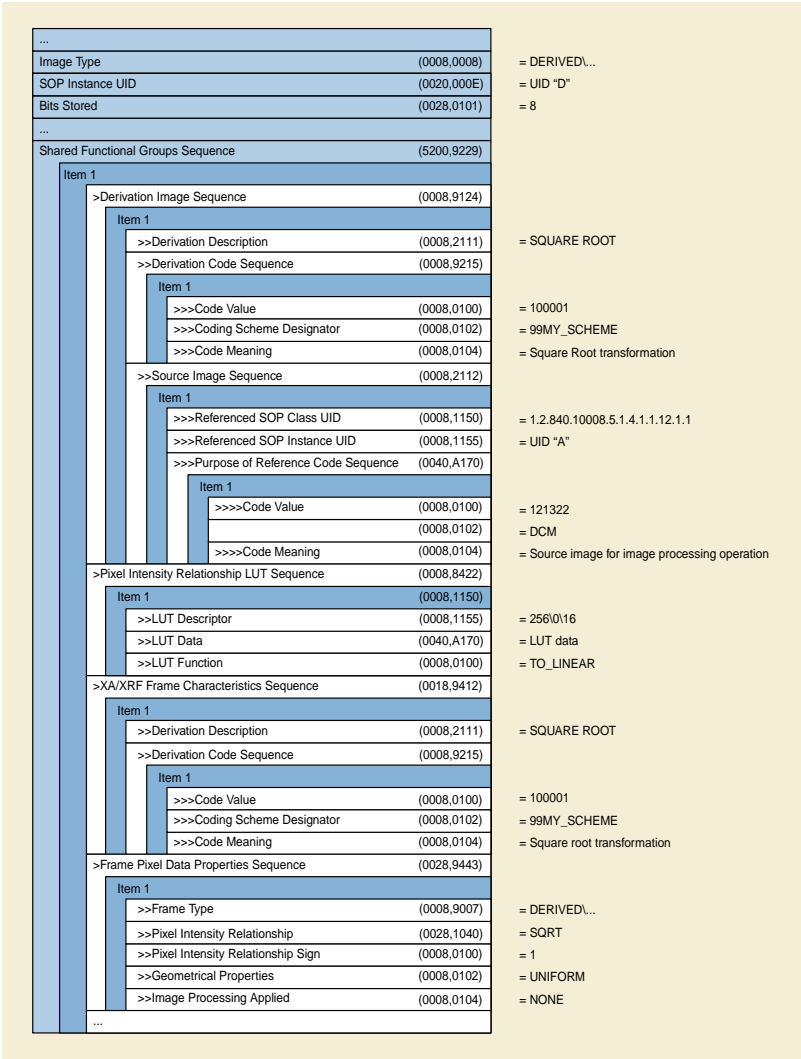 ...
Image Type (0008,0008) = DERIVED\...
SOP Instance UID (0020,000E) = UID “D”
Bits Stored (0028,0101) = 8
...
Shared Functional Groups Sequence (5200,9229)
Item 1
>Derivation Image Sequence (0008,9124)
Item 1
>>Derivation Description (0008,2111) = SQUARE ROOT
>>Derivation Code Sequence (0008,9215)
Item 1
>>>Code Value (0008,0100) = 100001
>>>Coding Scheme Designator (0008,0102) = 99MY_SCHEME
>>>Code Meaning (0008,0104) = Square Root transformation
>>Source Image Sequence (0008,2112)
Item 1
>>>Referenced SOP Class UID (0008,1150) = 1.2.840.10008.5.1.4.1.1.12.1.1
>>>Referenced SOP Instance UID (0008,1155) = UID “A”
>>>Purpose of Reference Code Sequence (0040,A170)
Item 1
>>>>Code Value (0008,0100) = 121322
(0008,0102) = DCM
>>>>Code Meaning (0008,0104) = Source image for image processing operation
>Pixel Intensity Relationship LUT Sequence (0008,8422)
Item 1 (0008,1150)
>>LUT Descriptor (0008,1155) = 256\0\16
>>LUT Data (0040,A170) = LUT data
>>LUT Function (0008,0100) = TO_LINEAR
>XA/XRF Frame Characteristics Sequence (0018,9412)
Item 1
>>Derivation Description (0008,2111) = SQUARE ROOT
>>Derivation Code Sequence (0008,9215)
Item 1
>>>Code Value (0008,0100) = 100001
>>>Coding Scheme Designator (0008,0102) = 99MY_SCHEME
>>>Code Meaning (0008,0104) = Square root transformation
>Frame Pixel Data Properties Sequence (0028,9443)
Item 1
>>Frame Type (0008,9007) = DERIVED\...
>>Pixel Intensity Relationship (0028,1040) = SQRT
>>Pixel Intensity Relationship Sign (0008,0100) = 1
>>Geometrical Properties (0008,0102) = UNIFORM
>>Image Processing Applied (0008,0104) = NONE
...